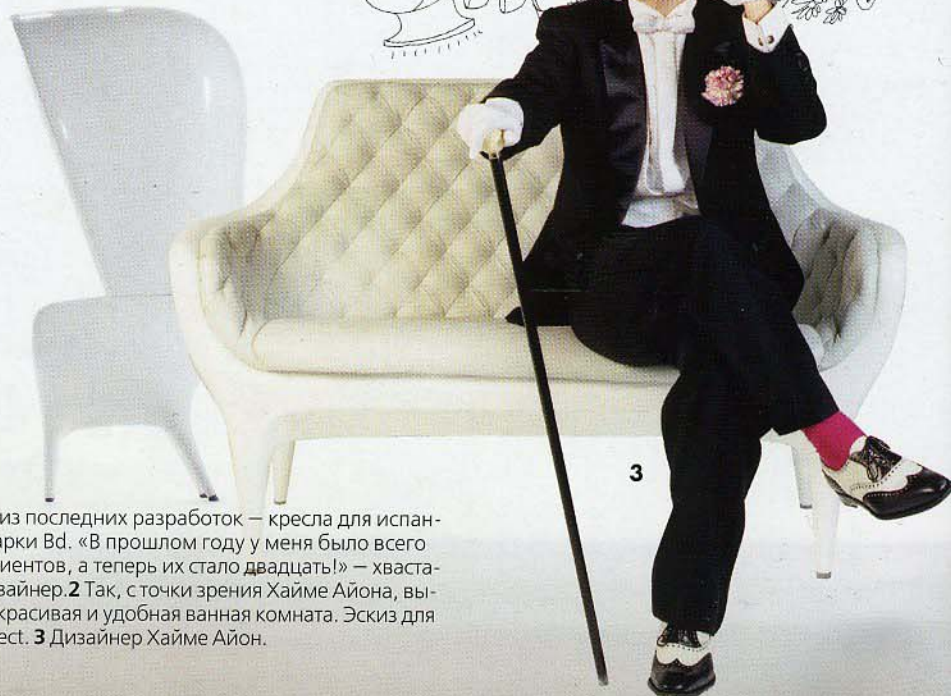 3
из последних разработок — кресла для испан-
арки Bd. «В прошлом году у меня было всего
иентов, а теперь их стало двадцать!» — хваста-
зайнер.2 Так, с точки зрения Хайме Айона, вы-
красивая и удобная ванная комната. Эскиз для
ect. 3 Дизайнер Хайме Айон.